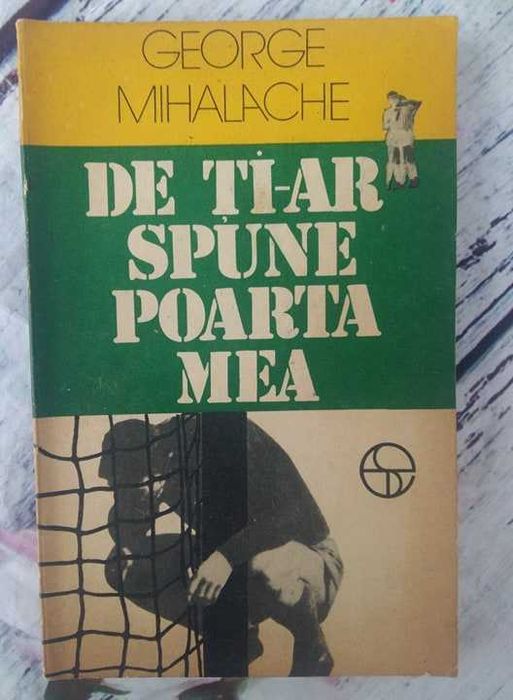 GEORGE
MIHALACHE
DE ȚI-AR
SPUNE
POARTA
MEA